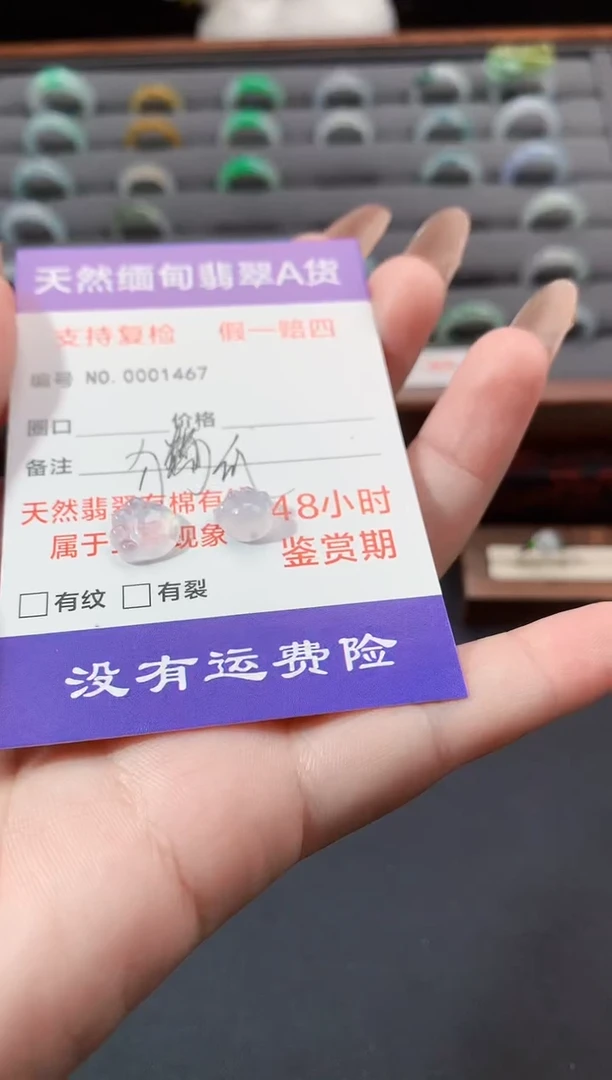 天然缅甸翡翠A货
支持复检 假一赔四
编号 NO.0001467
圈口 价格
备注
天然翡翠有棉有
48小时
属于 现象
鉴赏期
有纹 有裂
没有运费险